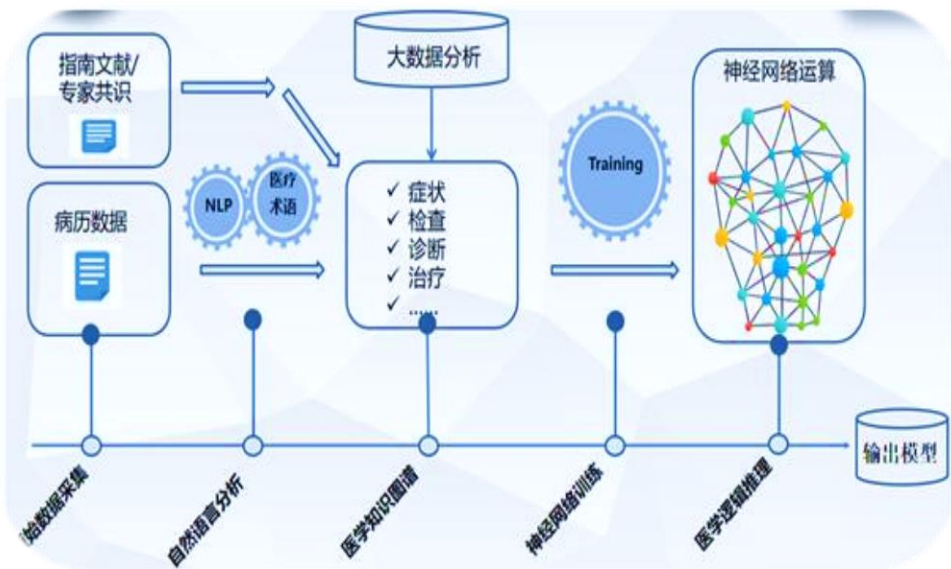 指南文献/
专家共识
大数据分析
神经网络运算
NLP
医疗
术语
Training
病历数据
✓ 症状
✓ 检查
✓ 诊断
✓ 治疗
✓ ......
输出模型
始数据采集
自然语言分析
医学知识图谱
神经网络训练
医学逻辑推理